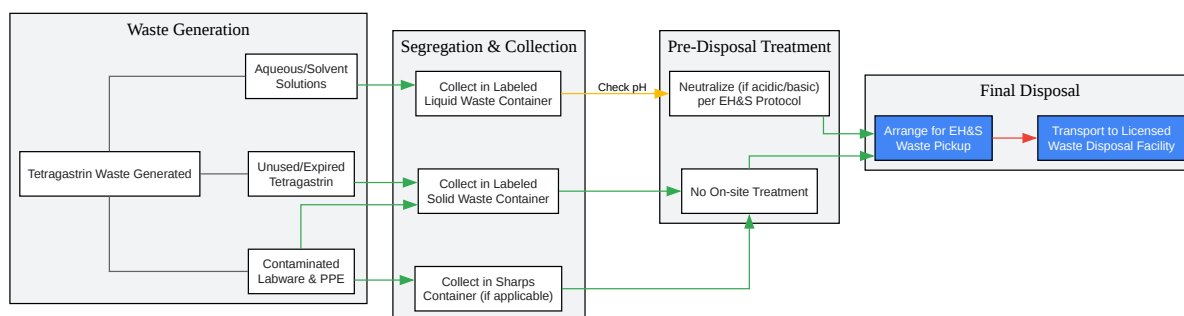 Waste Generation
Aqueous/Solvent
Solutions
Tetragastrin Waste Generated
Unused/Expired
Tetragastrin
Contaminated
Labware & PPE
Segregation & Collection
Collect in Labeled
Liquid Waste Container
Collect in Labeled
Solid Waste Container
Collect in Sharps
Container (if applicable)
Check pH
Pre-Disposal Treatment
Neutralize (if acidic/basic)
per EH&S Protocol
No On-site Treatment
Final Disposal
Arrange for EH&S
Waste Pickup
Transport to Licensed
Waste Disposal Facility